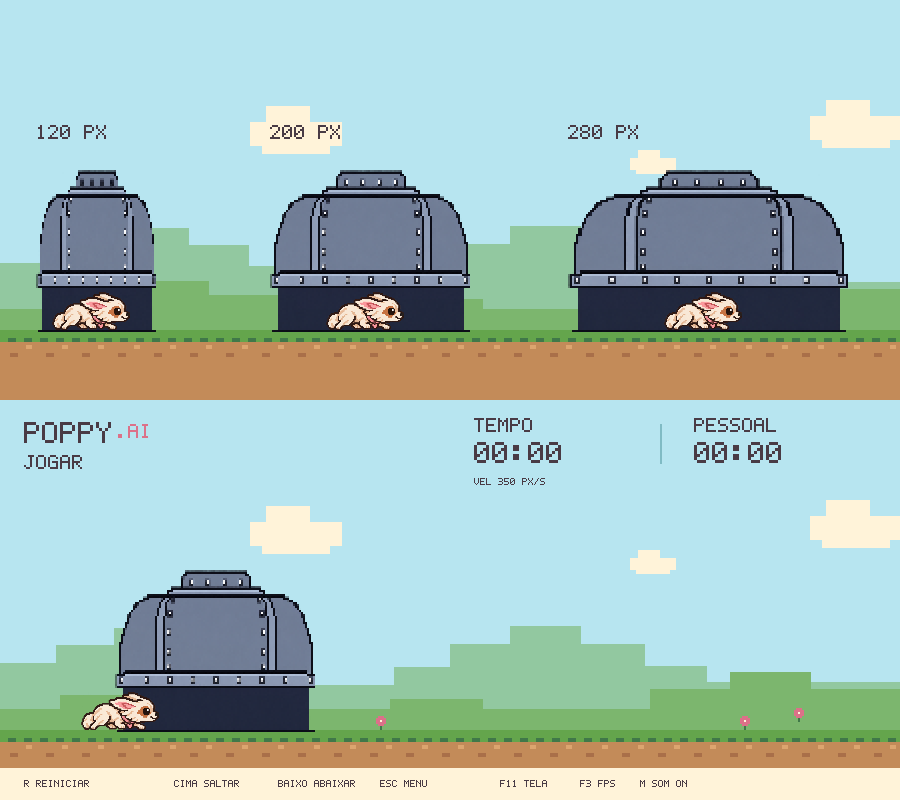 120 PX
200 PX
280 PX
POPPY.AI
JOGAR
TEMPO
00:00
VEL 350 PX/S
PESSOAL
00:00
R REINICIAR CIMA SALTAR BAIXO ABAIXAR ESC MENU F11 TELA F3 FPS M SOM ON